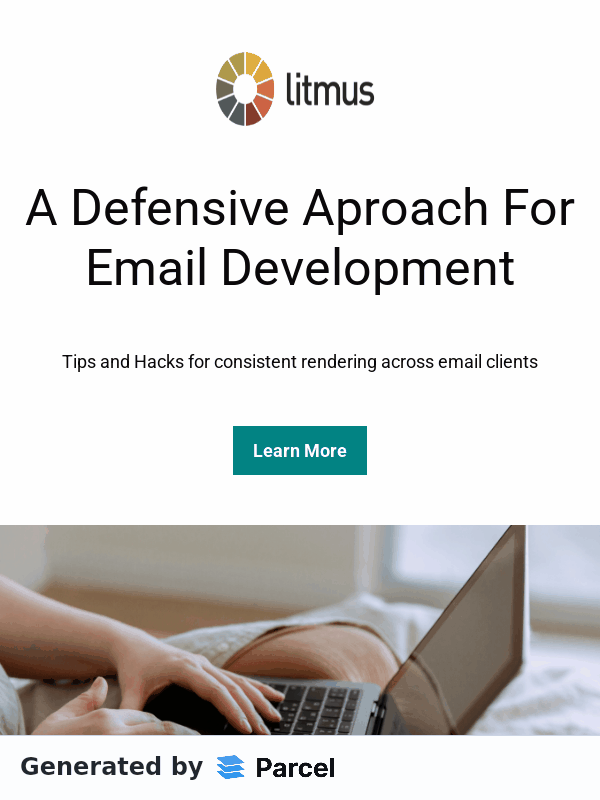 litmus
A Defensive Aproach For
Email Development
Tips and Hacks for consistent rendering across email clients
Learn More
Generated by Parcel